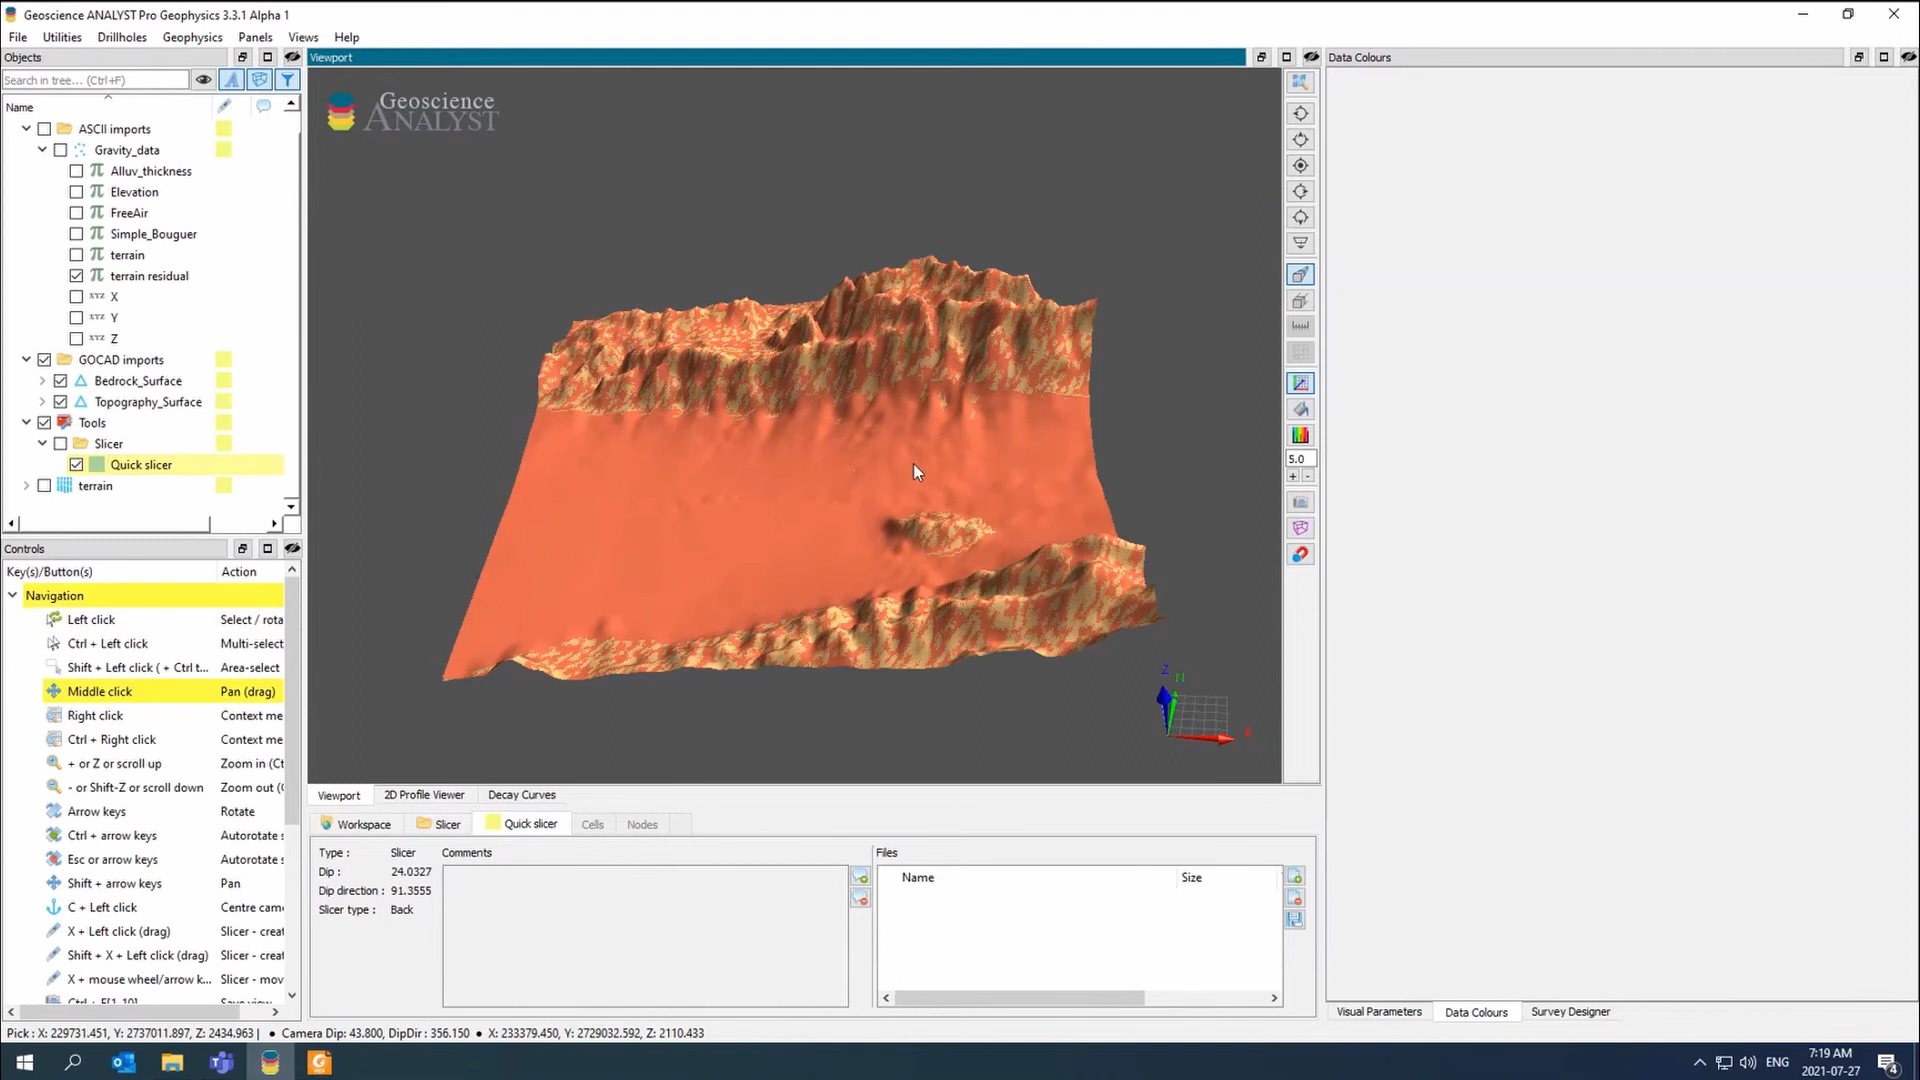 Geoscience ANALYST Pro Geophysics 3.3.1 Alpha 1
File Utilities Drillholes Geophysics Panels Views Help
Objects
Viewport
Data Colours
Search in tree... (Ctrl+F)
Name
ASCII imports
Gravity_data
Alluv_thickness
Elevation
FreeAir
Simple_Bouguer
terrain
terrain residual
XYZ X
XYZ Y
XYZ Z
GOCAD imports
Bedrock_Surface
Topography_Surface
Tools
Slicer
Quick slicer
terrain
Geoscience
ANALYST
5.0
+ -
Z
N
Controls
Key(s)/Button(s) Action
Navigation
Left click Select / rota
Ctrl + Left click Multi-select
Shift + Left click ( + Ctrl t... Area-select
Middle click Pan (drag)
Right click Context me
Ctrl + Right click Context me
+ or Z or scroll up Zoom in (Ct
- or Shift-Z or scroll down Zoom out (C
Arrow keys Rotate
Ctrl + arrow keys Autorotate s
Esc or arrow keys Autorotate s
Shift + arrow keys Pan
C + Left click Centre cam
X + Left click (drag) Slicer - creat
Shift + X + Left click (drag) Slicer - creat
X + mouse wheel/arrow k... Slicer - mov
Viewport 2D Profile Viewer Decay Curves
Workspace Slicer Quick slicer Cells Nodes
Type : Slicer
Dip : 24.0327
Dip direction : 91.3555
Slicer type : Back
Comments
Files
Name Size
Visual Parameters Data Colours Survey Designer
Pick : X: 229731.451, Y: 2737011.897, Z: 2434.963 | • Camera Dip: 43.800, DipDir: 356.150 • X: 233379.450, Y: 2729032.592, Z: 2110.433
ENG
7:19 AM
2021-07-27
4